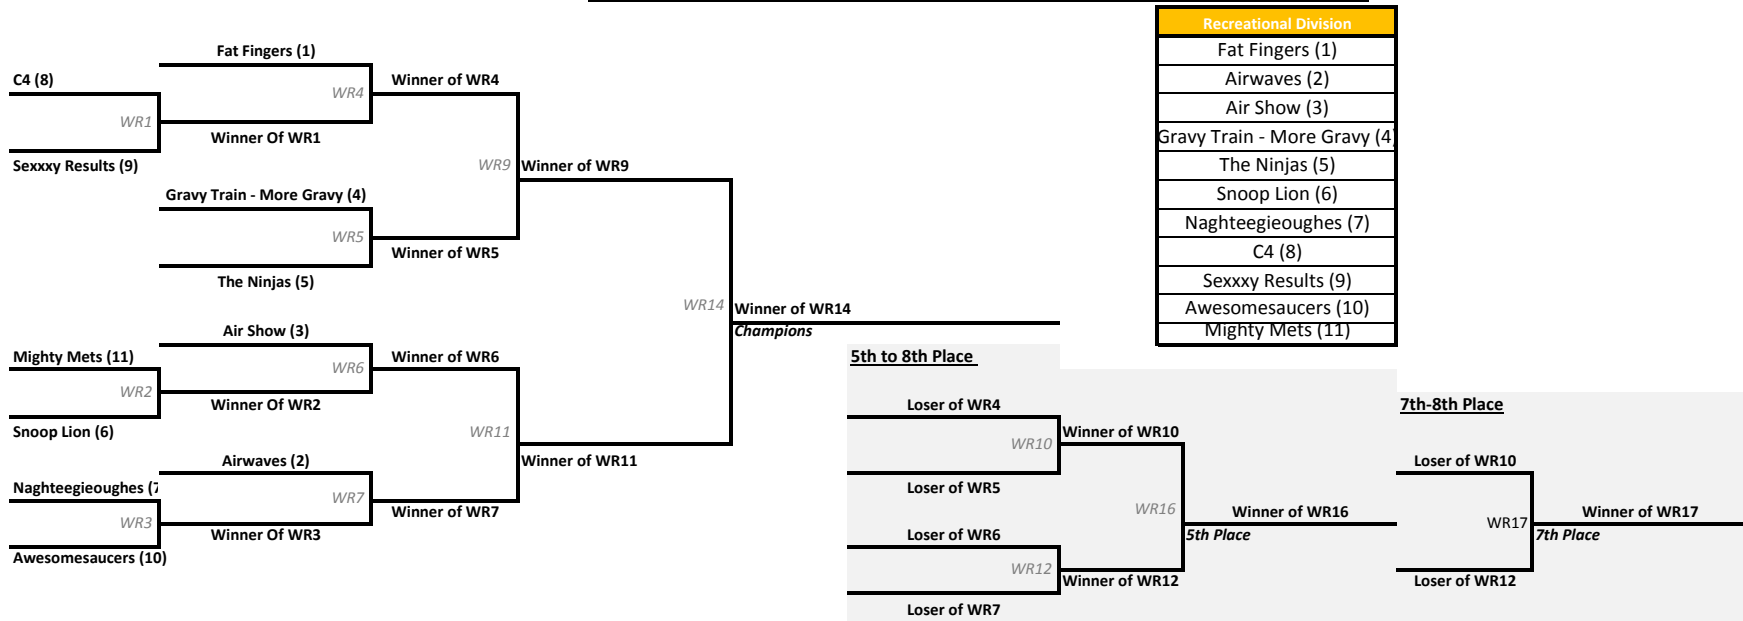 Recreational Division
Fat Fingers (1)
Airwaves (2)
Air Show (3)
Gravy Train - More Gravy (4)
The Ninjas (5)
Snoop Lion (6)
Naghteegieoughes (7)
C4 (8)
Sexxxy Results (9)
Awesomesaucers (10)
Mighty Mets (11)
Fat Fingers (1)
C4 (8)
WR4
Winner of WR4
WR1
Winner Of WR1
Sexxxy Results (9)
WR9
Winner of WR9
Gravy Train - More Gravy (4)
WR5
Winner of WR5
The Ninjas (5)
WR14
Winner of WR14
Champions
Air Show (3)
Mighty Mets (11)
WR6
Winner of WR6
WR2
Winner Of WR2
Snoop Lion (6)
WR11
Winner of WR11
Airwaves (2)
Naghteegieoughes (7
WR7
Winner of WR7
WR3
Winner Of WR3
Awesomesaucers (10)
5th to 8th Place
Loser of WR4
WR10
Winner of WR10
Loser of WR5
WR16
Winner of WR16
5th Place
Loser of WR6
WR12
Winner of WR12
Loser of WR7
7th-8th Place
Loser of WR10
WR17
Winner of WR17
7th Place
Loser of WR12